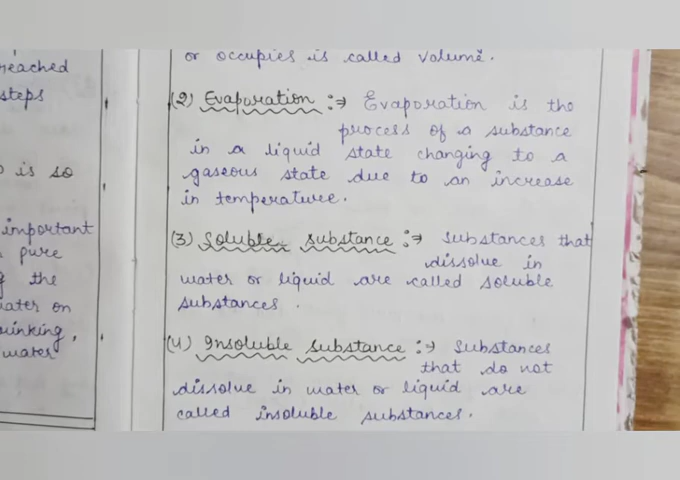 reached
steps
is so
important
pure
the
water on
drinking,
water
or occupies is called volume.
(2) Evaporation :→ Evaporation is the
process of a substance
in a liquid state changing to a
gaseous state due to an increase
in temperature.
(3) Soluble substance :→ Substances that
dissolve in
water or liquid are called soluble
substances.
(4) Insoluble substance :→ Substances
that do not
dissolve in water or liquid are
called insoluble substances.